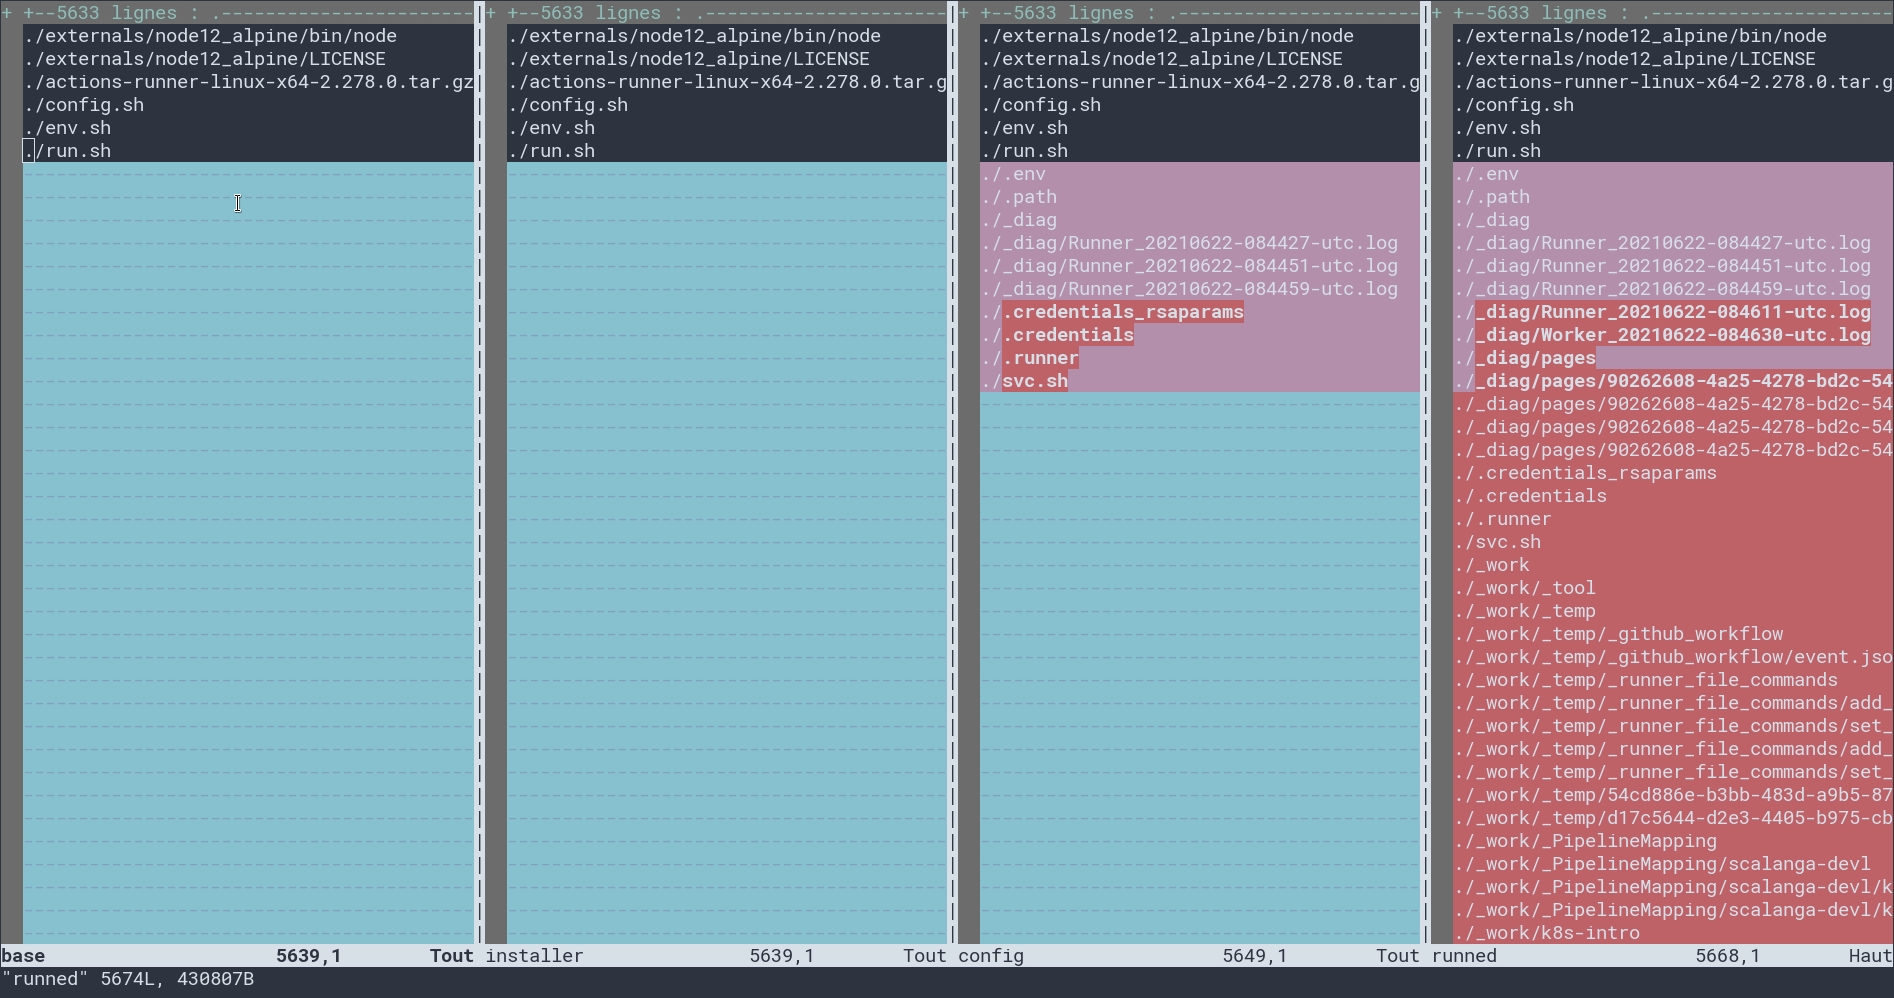 + +--5633 lignes : .-----------------------
./externals/node12_alpine/bin/node
./externals/node12_alpine/LICENSE
./actions-runner-linux-x64-2.278.0.tar.gz
./config.sh
./env.sh
./run.sh
base 5639,1 Tout
+ +--5633 lignes : .----------------------
./externals/node12_alpine/bin/node
./externals/node12_alpine/LICENSE
./actions-runner-linux-x64-2.278.0.tar.g
./config.sh
./env.sh
./run.sh
installer 5639,1 Tout
+ +--5633 lignes : .----------------------
./externals/node12_alpine/bin/node
./externals/node12_alpine/LICENSE
./actions-runner-linux-x64-2.278.0.tar.g
./config.sh
./env.sh
./run.sh
./.env
./.path
./_diag
./_diag/Runner_20210622-084427-utc.log
./_diag/Runner_20210622-084451-utc.log
./_diag/Runner_20210622-084459-utc.log
./.credentials_rsaparams
./.credentials
./.runner
./svc.sh
config 5649,1 Tout
+ +--5633 lignes : .----------------------
./externals/node12_alpine/bin/node
./externals/node12_alpine/LICENSE
./actions-runner-linux-x64-2.278.0.tar.g
./config.sh
./env.sh
./run.sh
./.env
./.path
./_diag
./_diag/Runner_20210622-084427-utc.log
./_diag/Runner_20210622-084451-utc.log
./_diag/Runner_20210622-084459-utc.log
./_diag/Runner_20210622-084611-utc.log
./_diag/Worker_20210622-084630-utc.log
./_diag/pages
./_diag/pages/90262608-4a25-4278-bd2c-54
./_diag/pages/90262608-4a25-4278-bd2c-54
./_diag/pages/90262608-4a25-4278-bd2c-54
./_diag/pages/90262608-4a25-4278-bd2c-54
./.credentials_rsaparams
./.credentials
./.runner
./svc.sh
./_work
./_work/_tool
./_work/_temp
./_work/_temp/_github_workflow
./_work/_temp/_github_workflow/event.jso
./_work/_temp/_runner_file_commands
./_work/_temp/_runner_file_commands/add_
./_work/_temp/_runner_file_commands/set_
./_work/_temp/_runner_file_commands/add_
./_work/_temp/_runner_file_commands/set_
./_work/_temp/54cd886e-b3bb-483d-a9b5-87
./_work/_temp/d17c5644-d2e3-4405-b975-cb
./_work/_PipelineMapping
./_work/_PipelineMapping/scalanga-devl
./_work/_PipelineMapping/scalanga-devl/k
./_work/_PipelineMapping/scalanga-devl/k
./_work/k8s-intro
runned 5668,1 Haut
"runned" 5674L, 430807B